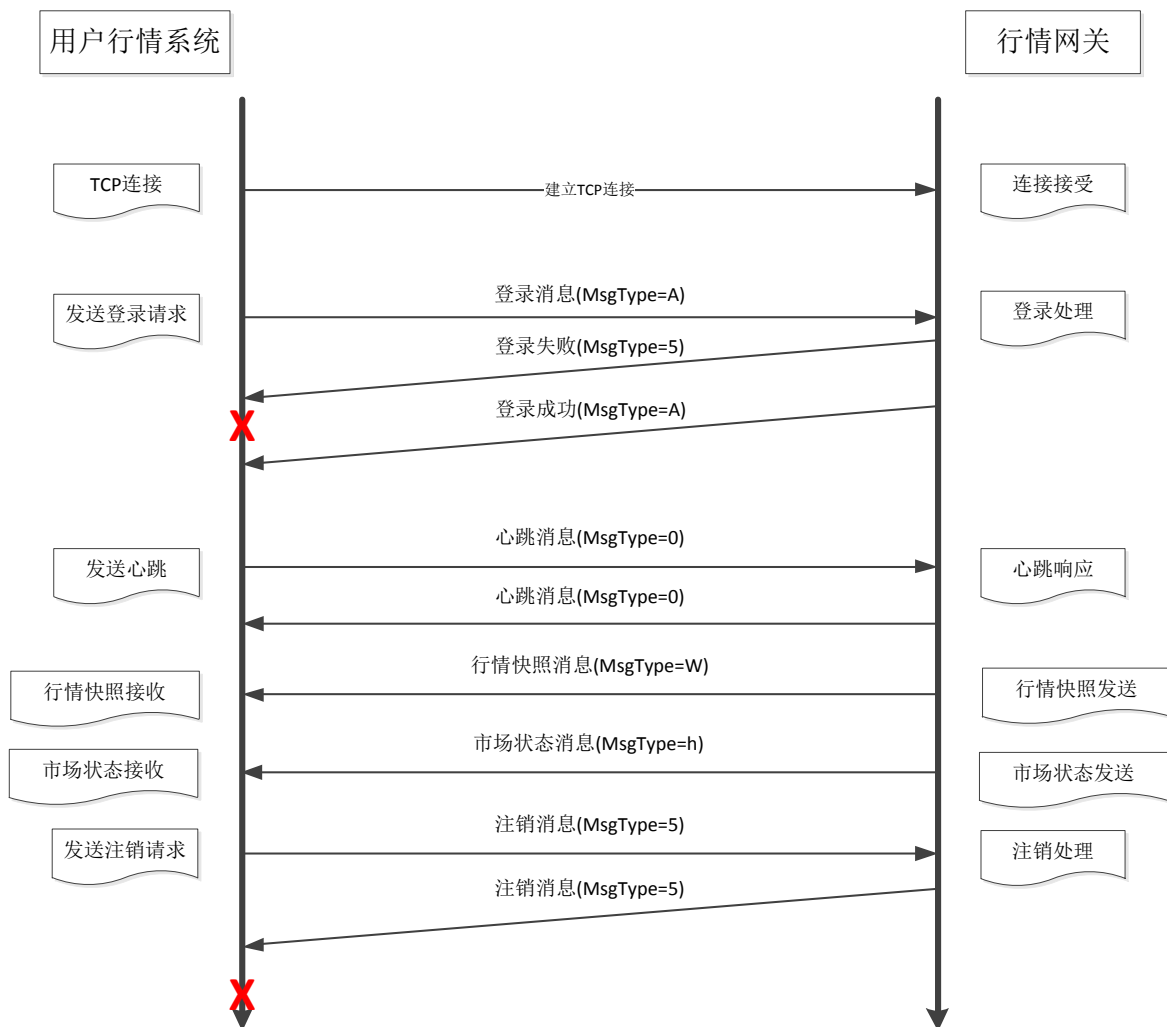 用户行情系统
行情网关
TCP连接
建立TCP连接
连接接受
登录消息(MsgType=A)
发送登录请求
登录处理
登录失败(MsgType=5)
登录成功(MsgType=A)
X
心跳消息(MsgType=0)
发送心跳
心跳响应
心跳消息(MsgType=0)
行情快照消息(MsgType=W)
行情快照接收
行情快照发送
市场状态消息(MsgType=h)
市场状态接收
市场状态发送
注销消息(MsgType=5)
发送注销请求
注销处理
注销消息(MsgType=5)
X